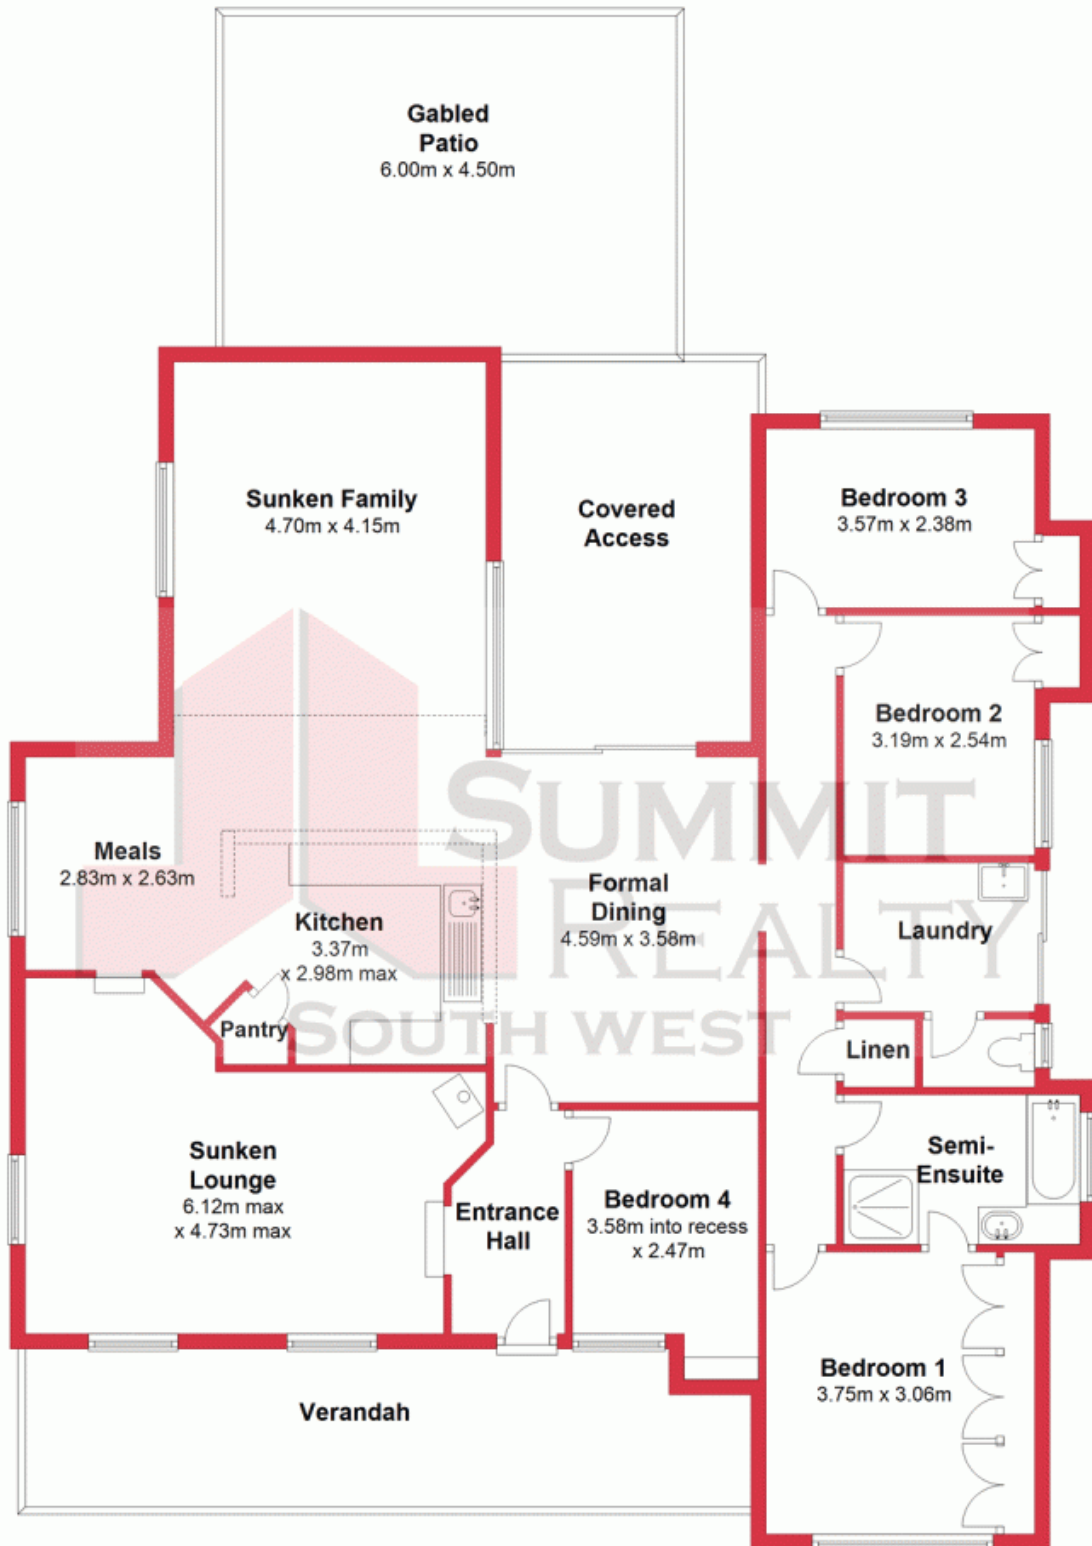 Gabled
Patio
6.00m x 4.50m
Sunken Family
4.70m x 4.15m
Covered
Access
Bedroom 3
3.57m x 2.38m
Bedroom 2
3.19m x 2.54m
SUMMIT
REALTY
SOUTH WEST
Meals
2.83m x 2.63m
Kitchen
3.37m
x 2.98m max
Formal
Dining
4.59m x 3.58m
Laundry
Pantry
Linen
Sunken
Lounge
6.12m max
x 4.73m max
Entrance
Hall
Bedroom 4
3.58m into recess
x 2.47m
Semi-
Ensuite
Bedroom 1
3.75m x 3.06m
Verandah